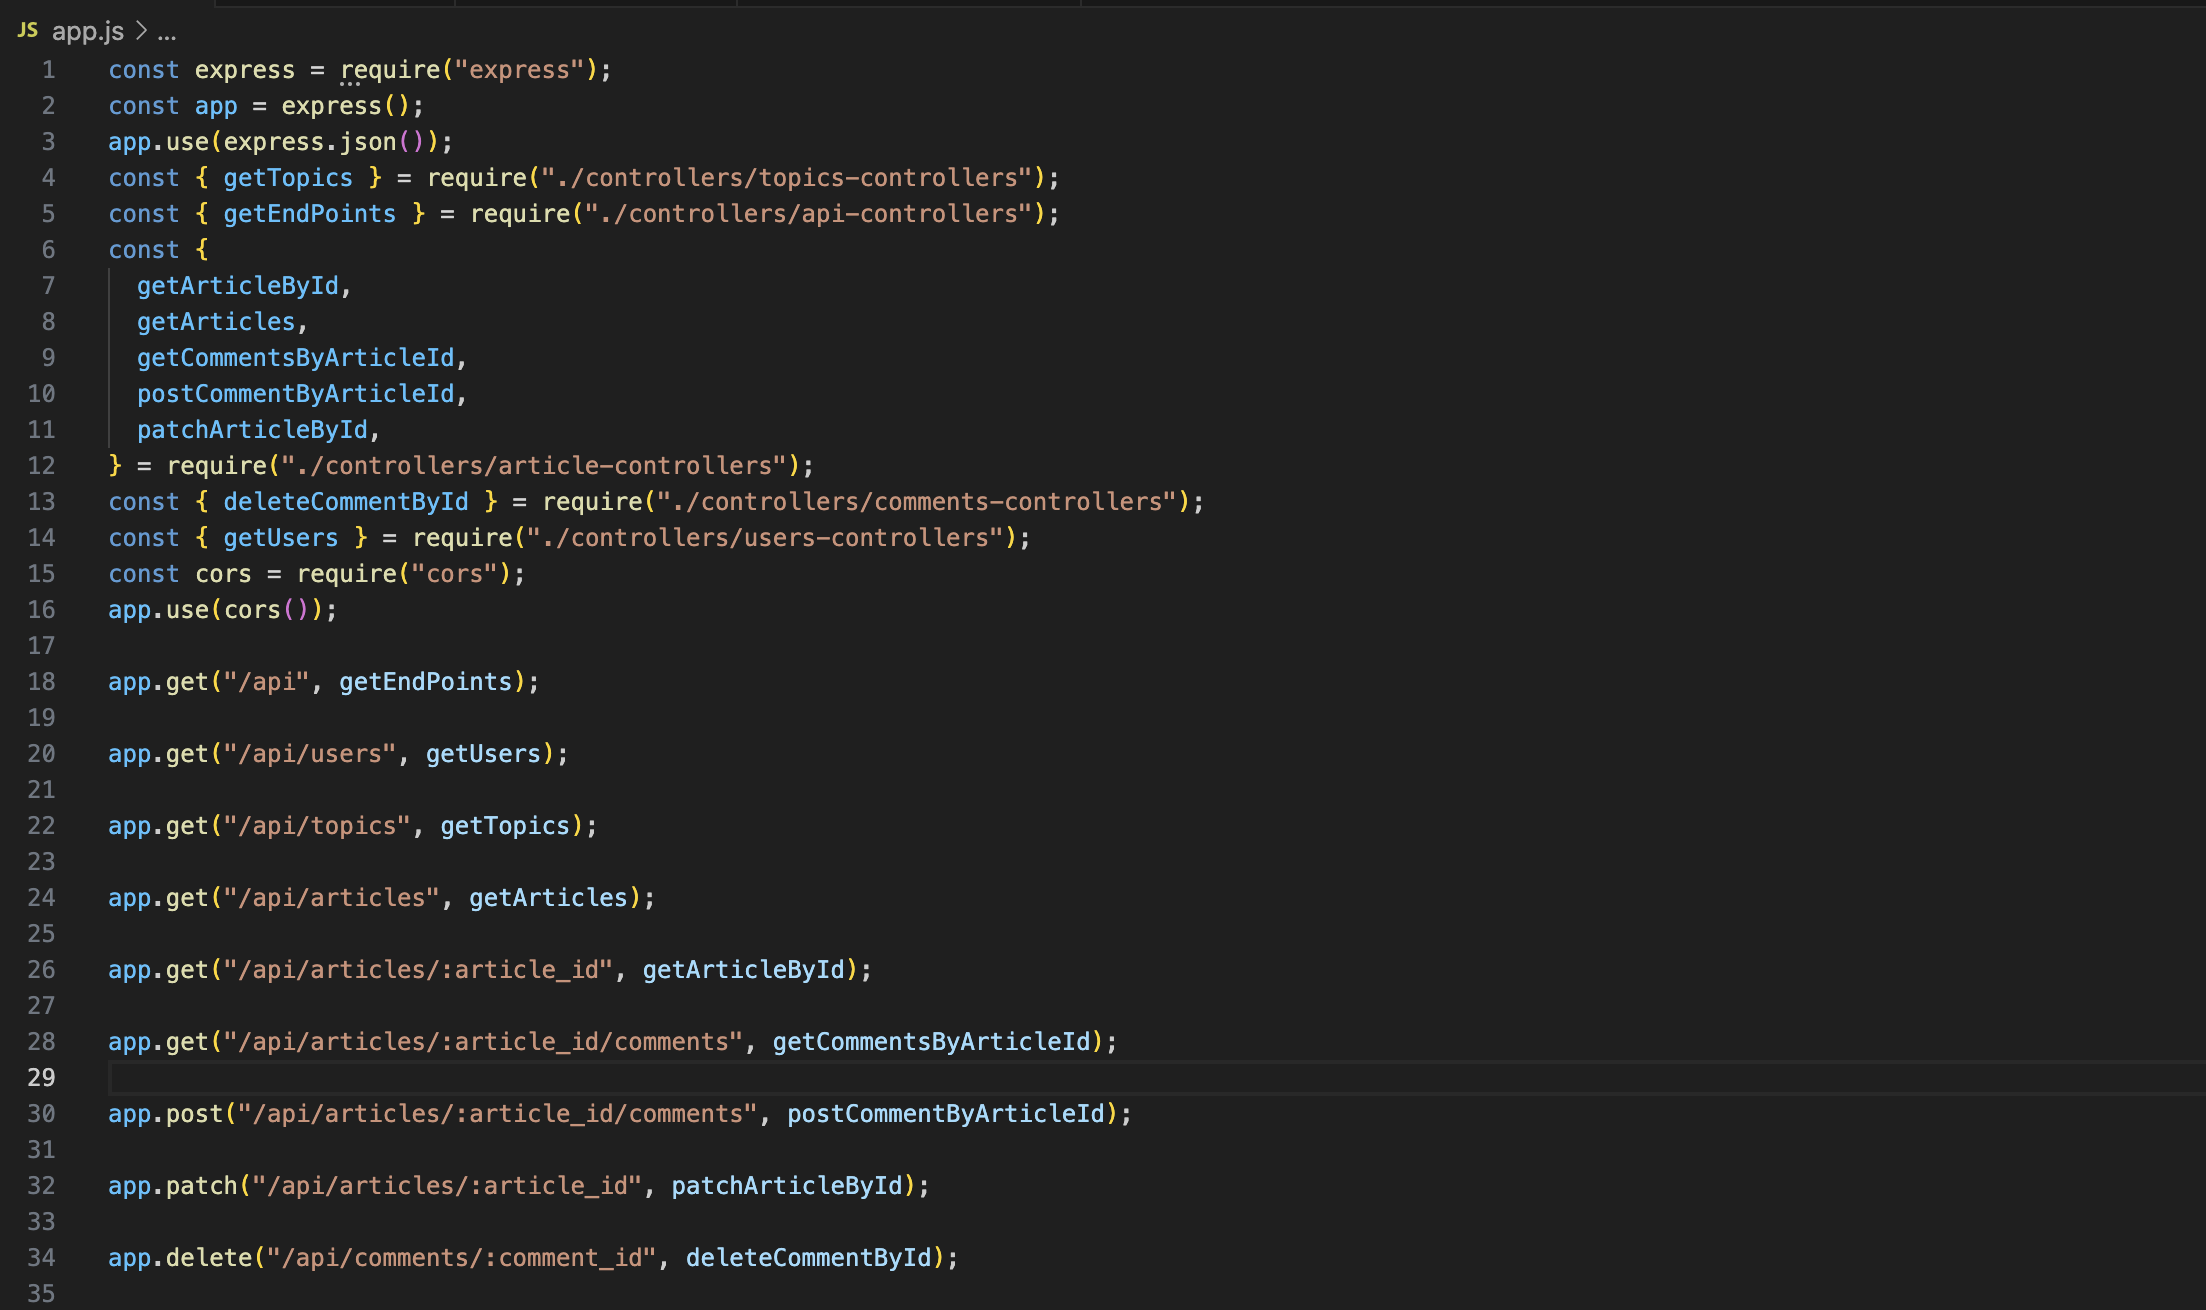 JS app.js > ...
1 const express = require("express");
2 const app = express();
3 app.use(express.json());
4 const { getTopics } = require("./controllers/topics-controllers");
5 const { getEndPoints } = require("./controllers/api-controllers");
6 const {
7   getArticleById,
8   getArticles,
9   getCommentsByArticleId,
10   postCommentByArticleId,
11   patchArticleById,
12 } = require("./controllers/article-controllers");
13 const { deleteCommentById } = require("./controllers/comments-controllers");
14 const { getUsers } = require("./controllers/users-controllers");
15 const cors = require("cors");
16 app.use(cors());
17
18 app.get("/api", getEndPoints);
19
20 app.get("/api/users", getUsers);
21
22 app.get("/api/topics", getTopics);
23
24 app.get("/api/articles", getArticles);
25
26 app.get("/api/articles/:article_id", getArticleById);
27
28 app.get("/api/articles/:article_id/comments", getCommentsByArticleId);
29
30 app.post("/api/articles/:article_id/comments", postCommentByArticleId);
31
32 app.patch("/api/articles/:article_id", patchArticleById);
33
34 app.delete("/api/comments/:comment_id", deleteCommentById);
35